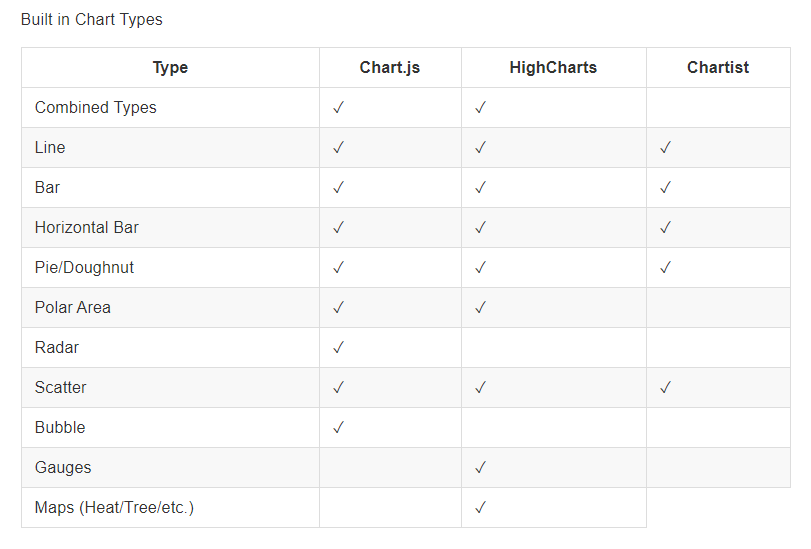 Built in Chart Types
Type Chart.js HighCharts Chartist
Combined Types ✓ ✓
Line ✓ ✓ ✓
Bar ✓ ✓ ✓
Horizontal Bar ✓ ✓ ✓
Pie/Doughnut ✓ ✓ ✓
Polar Area ✓ ✓
Radar ✓
Scatter ✓ ✓ ✓
Bubble ✓
Gauges ✓
Maps (Heat/Tree/etc.) ✓